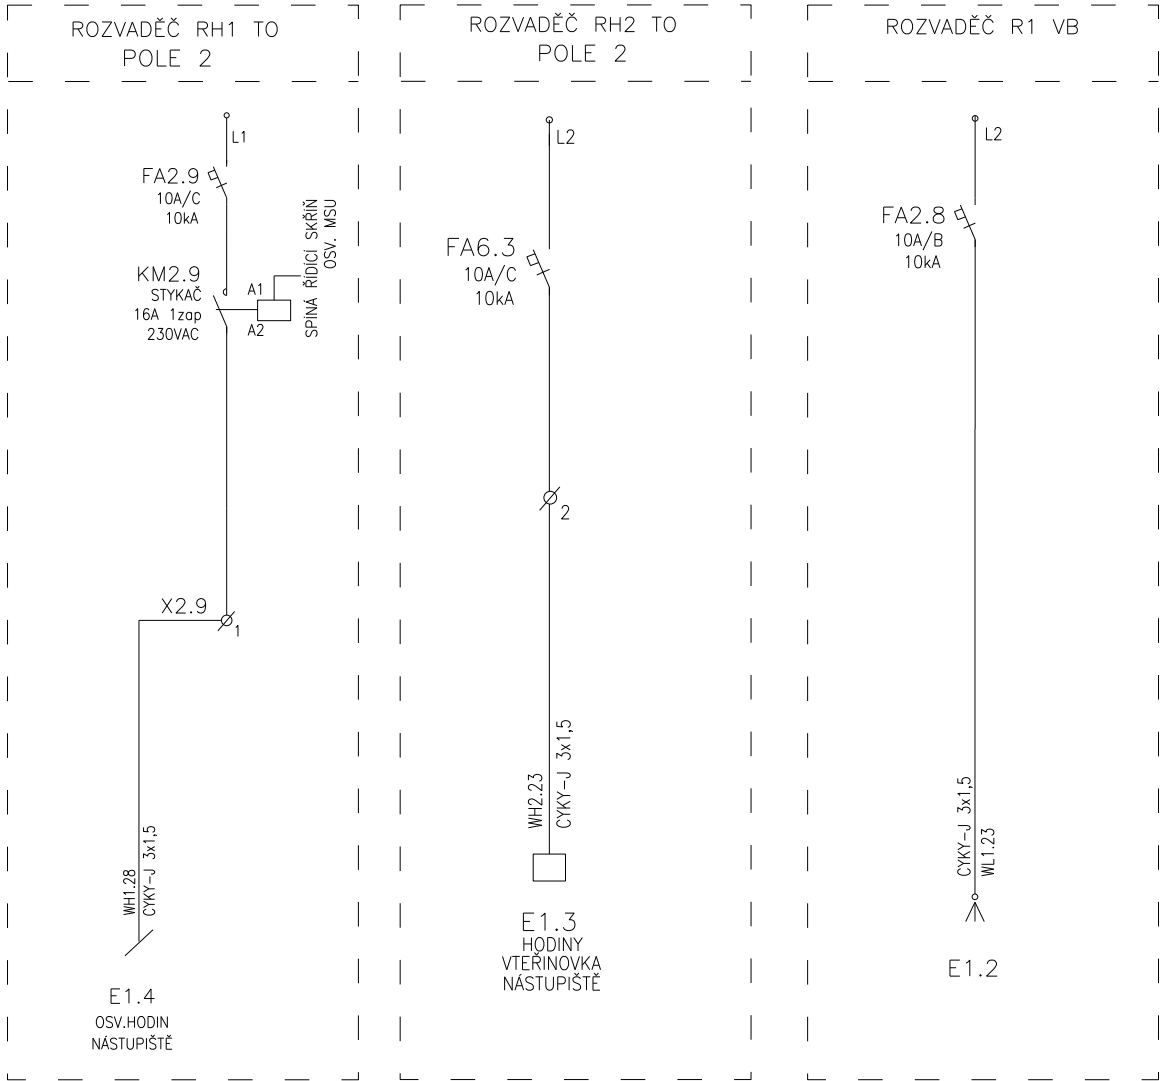 ROZVADĚČ RH1 TO
POLE 2
L1
FA2.9
10A/C
10kA
KM2.9
STYKAČ
16A 1zap
230VAC
A1
A2
SPÍNÁ ŘÍDICÍ SKŘÍŇ
OSV. MSU
X2.9
1
WH1.28
CYKY-J 3x1,5
E1.4
OSV.HODIN
NÁSTUPIŠTĚ
ROZVADĚČ RH2 TO
POLE 2
L2
FA6.3
10A/C
10kA
2
WH2.23
CYKY-J 3x1,5
E1.3
HODINY
VTEŘINOVKA
NÁSTUPIŠTĚ
ROZVADĚČ R1 VB
L2
FA2.8
10A/B
10kA
CYKY-J 3x1,5
WL1.23
E1.2